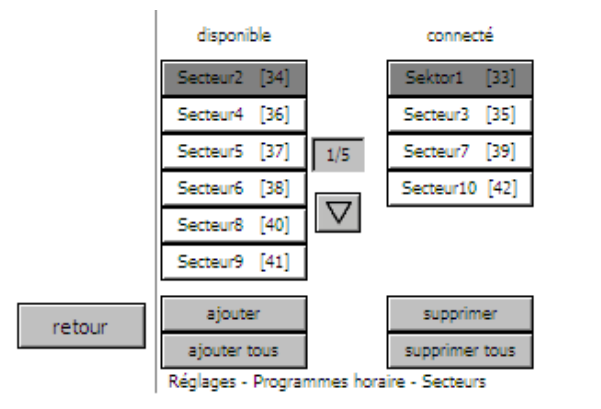 disponible connecté
Secteur2 [34] Sektor1 [33]
Secteur4 [36] Secteur3 [35]
Secteur5 [37] 1/5 Secteur7 [39]
Secteur6 [38] Secteur10 [42]
Secteur8 [40]
Secteur9 [41]
retour
ajouter supprimer
ajouter tous supprimer tous
Réglages - Programmes horaire - Secteurs